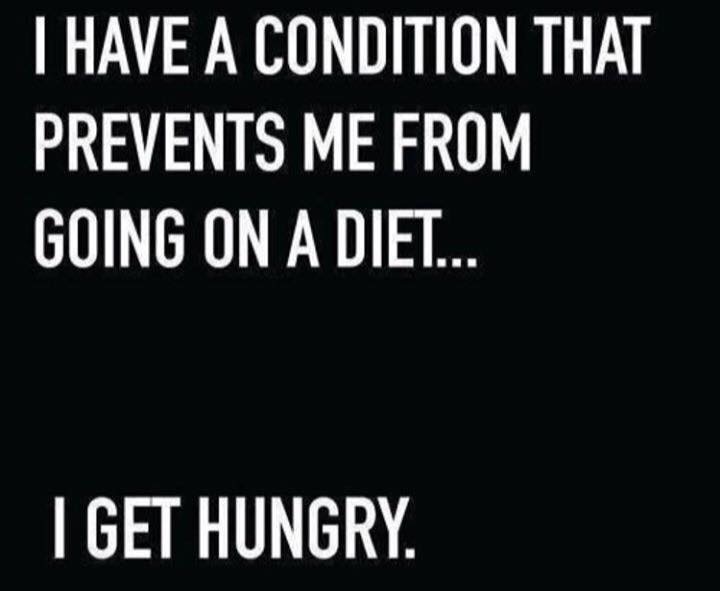 I HAVE A CONDITION THAT
PREVENTS ME FROM
GOING ON A DIET...
I GET HUNGRY.